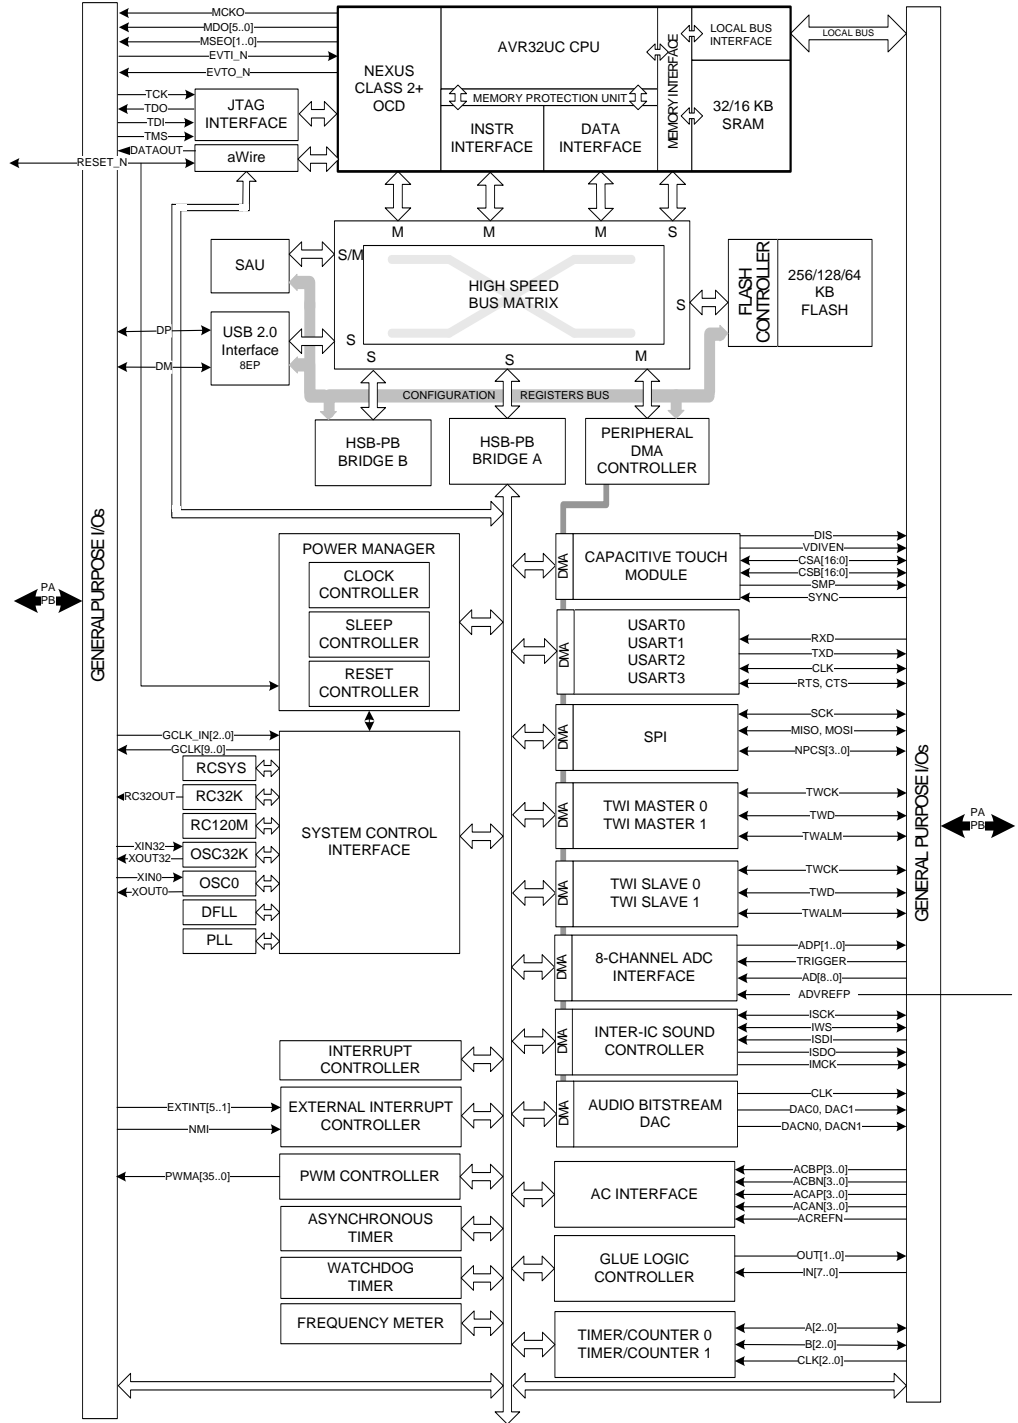 MCKO
MDO[5..0]
MSEO[1..0]
EVTI_N
EVTO_N
TCK
TDO
TDI
TMS
DATAOUT
RESET_N
JTAG
INTERFACE
aWire
NEXUS
CLASS 2+
OCD
AVR32UC CPU
MEMORY PROTECTION UNIT
INSTR
INTERFACE
DATA
INTERFACE
MEMORY INTERFACE
LOCAL BUS
INTERFACE
32/16 KB
SRAM
LOCAL BUS
M
M
M
S
SAU
S/M
HIGH SPEED
BUS MATRIX
S
FLASH
CONTROLLER
256/128/64
KB
FLASH
DP
DM
USB 2.0
Interface
8EP
S
S
S
M
CONFIGURATION
REGISTERS BUS
HSB-PB
BRIDGE B
HSB-PB
BRIDGE A
PERIPHERAL
DMA
CONTROLLER
GENERALPURPOSE I/Os
PA
PB
POWER MANAGER
CLOCK
CONTROLLER
SLEEP
CONTROLLER
RESET
CONTROLLER
GCLK_IN[2..0]
GCLK[9..0]
RCSYS
RC32OUT
RC32K
RC120M
XIN32
XOUT32
OSC32K
XIN0
XOUT0
OSC0
DFLL
PLL
SYSTEM CONTROL
INTERFACE
INTERRUPT
CONTROLLER
EXTINT[5..1]
NMI
EXTERNAL INTERRUPT
CONTROLLER
PWMA[35..0]
PWM CONTROLLER
ASYNCHRONOUS
TIMER
WATCHDOG
TIMER
FREQUENCY METER
DMA
CAPACITIVE TOUCH
MODULE
DIS
VDIVEN
CSA[16:0]
CSB[16:0]
SMP
SYNC
DMA
USART0
USART1
USART2
USART3
RXD
TXD
CLK
RTS, CTS
DMA
SPI
SCK
MISO, MOSI
NPCS[3..0]
DMA
TWI MASTER 0
TWI MASTER 1
TWCK
TWD
TWALM
DMA
TWI SLAVE 0
TWI SLAVE 1
TWCK
TWD
TWALM
DMA
8-CHANNEL ADC
INTERFACE
ADP[1..0]
TRIGGER
AD[8..0]
ADVREFP
DMA
INTER-IC SOUND
CONTROLLER
ISCK
IWS
ISDI
ISDO
IMCK
DMA
AUDIO BITSTREAM
DAC
CLK
DAC0, DAC1
DACN0, DACN1
AC INTERFACE
ACBP[3..0]
ACBN[3..0]
ACAP[3..0]
ACAN[3..0]
ACREFN
GLUE LOGIC
CONTROLLER
OUT[1..0]
IN[7..0]
TIMER/COUNTER 0
TIMER/COUNTER 1
A[2..0]
B[2..0]
CLK[2..0]
GENERAL PURPOSE I/Os
PA
PB